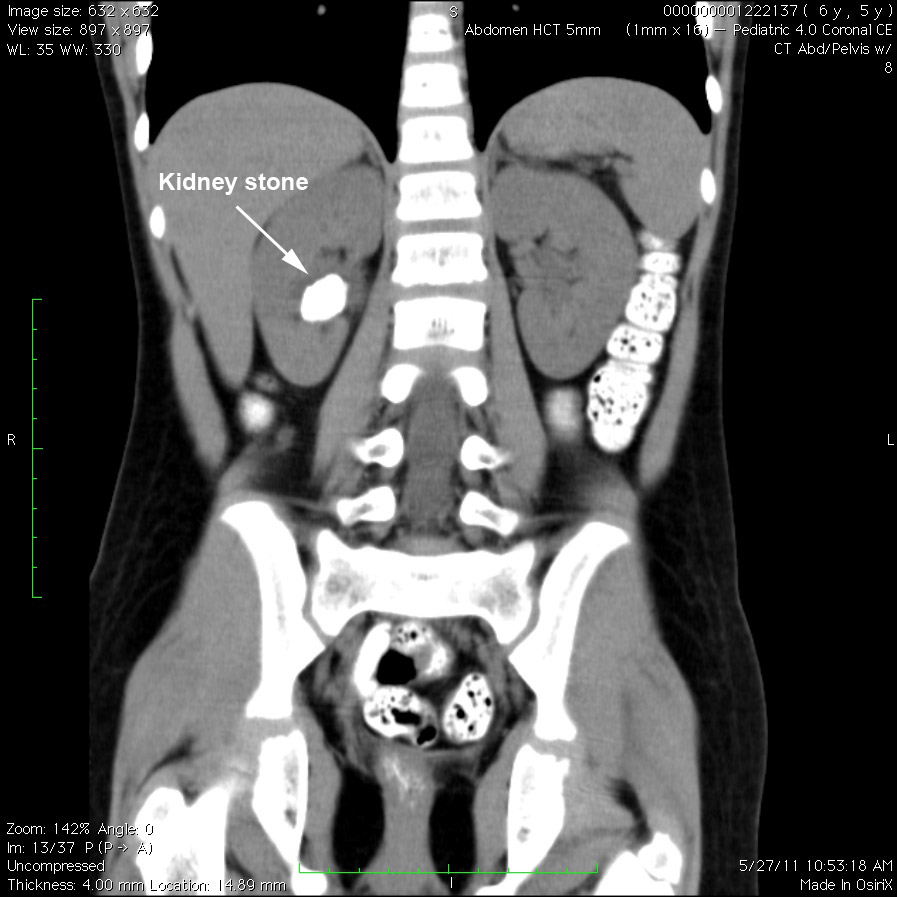 Image size: 632 x 632
View size: 897 x 897
WL: 35 WW: 330
S
000000001222137 ( 6 y , 5 y )
Abdomen HCT 5mm (1mm x 16) — Pediatric 4.0 Coronal CE
CT Abd/Pelvis w/
8
Kidney stone
R
L
Zoom: 142% Angle: 0
Im: 13/37 P (P -> A)
Uncompressed
Thickness: 4.00 mm Location: 14.89 mm
I
5/27/11 10:53:18 AM
Made In OsiriX